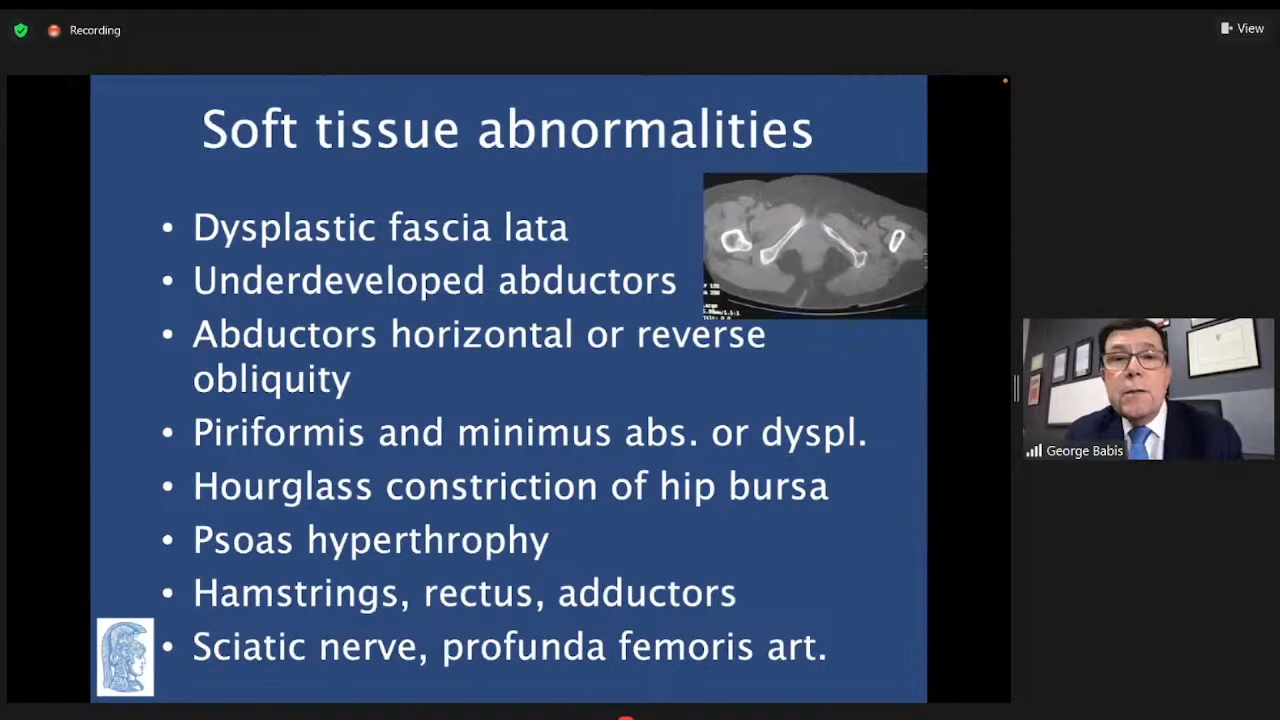 Recording
View
Soft tissue abnormalities
• Dysplastic fascia lata
• Underdeveloped abductors
• Abductors horizontal or reverse
obliquity
• Piriformis and minimus abs. or dyspl.
• Hourglass constriction of hip bursa
• Psoas hyperthrophy
• Hamstrings, rectus, adductors
• Sciatic nerve, profunda femoris art.
George Babis